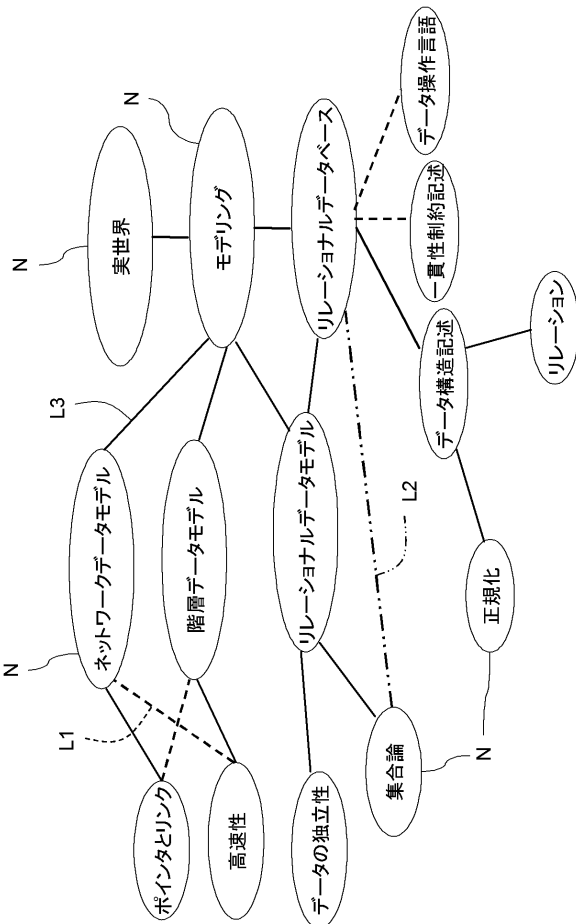 N
実世界
N
モデリング
リレーショナルデータベース
データ操作言語
一貫性制約記述
データ構造記述
リレーション
正規化
L3
N
ネットワークデータモデル
階層データモデル
リレーショナルデータモデル
L2
L1
ポインタとリンク
高速性
データの独立性
集合論
N